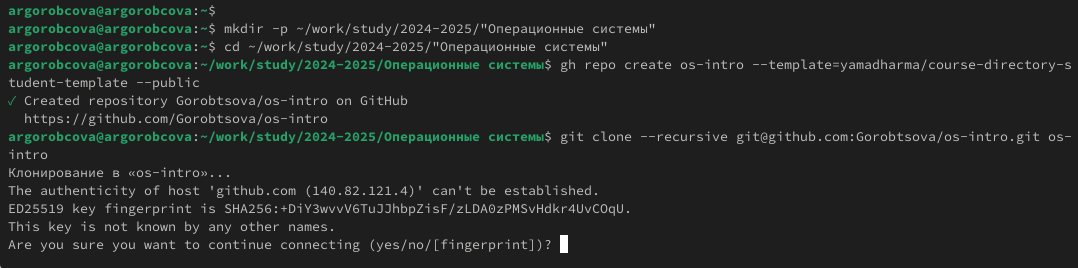 argorobcova@argorobcova:~$
argorobcova@argorobcova:~$ mkdir -p ~/work/study/2024-2025/"Операционные системы"
argorobcova@argorobcova:~$ cd ~/work/study/2024-2025/"Операционные системы"
argorobcova@argorobcova:~/work/study/2024-2025/Операционные системы$ gh repo create os-intro --template=yamadharma/course-directory-s
tudent-template --public
✓ Created repository Gorobtsova/os-intro on GitHub
  https://github.com/Gorobtsova/os-intro
argorobcova@argorobcova:~/work/study/2024-2025/Операционные системы$ git clone --recursive git@github.com:Gorobtsova/os-intro.git os-
intro
Клонирование в «os-intro»...
The authenticity of host 'github.com (140.82.121.4)' can't be established.
ED25519 key fingerprint is SHA256:+DiY3wvvV6TuJJhbpZisF/zLDA0zPMSvHdkr4UvCOqU.
This key is not known by any other names.
Are you sure you want to continue connecting (yes/no/[fingerprint])?